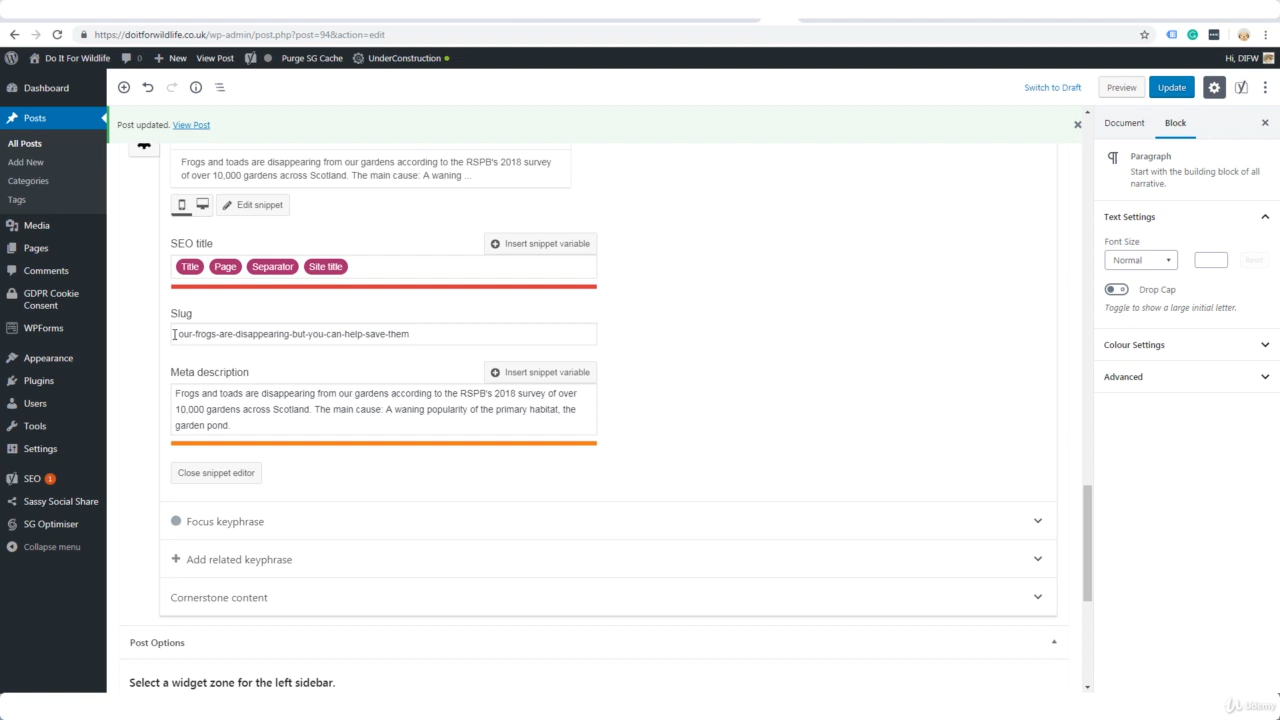 https://doitforwildlife.co.uk/wp-admin/post.php?post=94&action=edit
Do It For Wildlife 0 New View Post Purge SG Cache UnderConstruction Hi, DIFW
Dashboard
Posts
All Posts
Add New
Categories
Tags
Media
Pages
Comments
GDPR Cookie
Consent
WPForms
Appearance
Plugins
Users
Tools
Settings
SEO 1
Sassy Social Share
SG Optimiser
Collapse menu
Switch to Draft Preview Update
Post updated. View Post
Frogs and toads are disappearing from our gardens according to the RSPB's 2018 survey
of over 10,000 gardens across Scotland. The main cause: A waning ...
Edit snippet
SEO title Insert snippet variable
Title Page Separator Site title
Slug
our-frogs-are-disappearing-but-you-can-help-save-them
Meta description Insert snippet variable
Frogs and toads are disappearing from our gardens according to the RSPB's 2018 survey of over
10,000 gardens across Scotland. The main cause: A waning popularity of the primary habitat, the
garden pond.
Close snippet editor
Focus keyphrase
Add related keyphrase
Cornerstone content
Post Options
Select a widget zone for the left sidebar.
Document Block
Paragraph
Start with the building block of all
narrative.
Text Settings
Font Size
Normal Reset
Drop Cap
Toggle to show a large initial letter.
Colour Settings
Advanced
Udemy